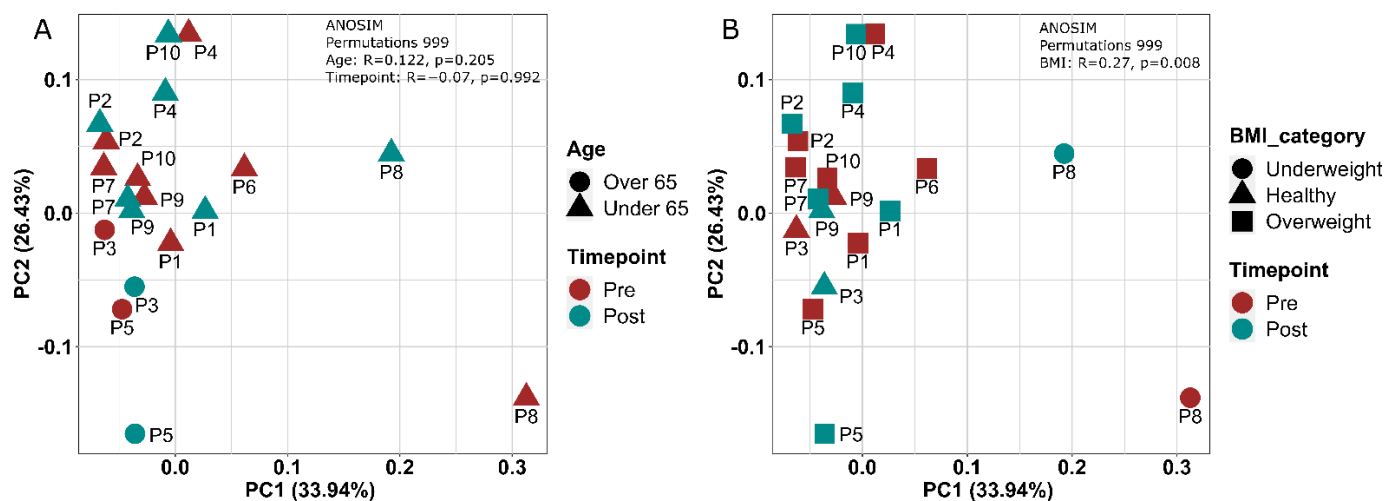 A
ANOSIM
Permutations 999
Age: R=0.122, p=0.205
Timepoint: R=−0.07, p=0.992
P10
P4
P4
P2
P2
P10
P7
P6
P8
P7
P9
P9
P1
P3
P1
P3
P5
P8
P5
0.1
0.0
-0.1
PC2 (26.43%)
0.0
0.1
0.2
0.3
PC1 (33.94%)
Age
Over 65
Under 65
Timepoint
Pre
Post
B
ANOSIM
Permutations 999
BMI: R=0.27, p=0.008
P10
P4
P4
P2
P2
P10
P7
P6
P8
P7
P9
P9
P1
P3
P1
P3
P5
P8
P5
0.1
0.0
-0.1
PC2 (26.43%)
0.0
0.1
0.2
0.3
PC1 (33.94%)
BMI_category
Underweight
Healthy
Overweight
Timepoint
Pre
Post